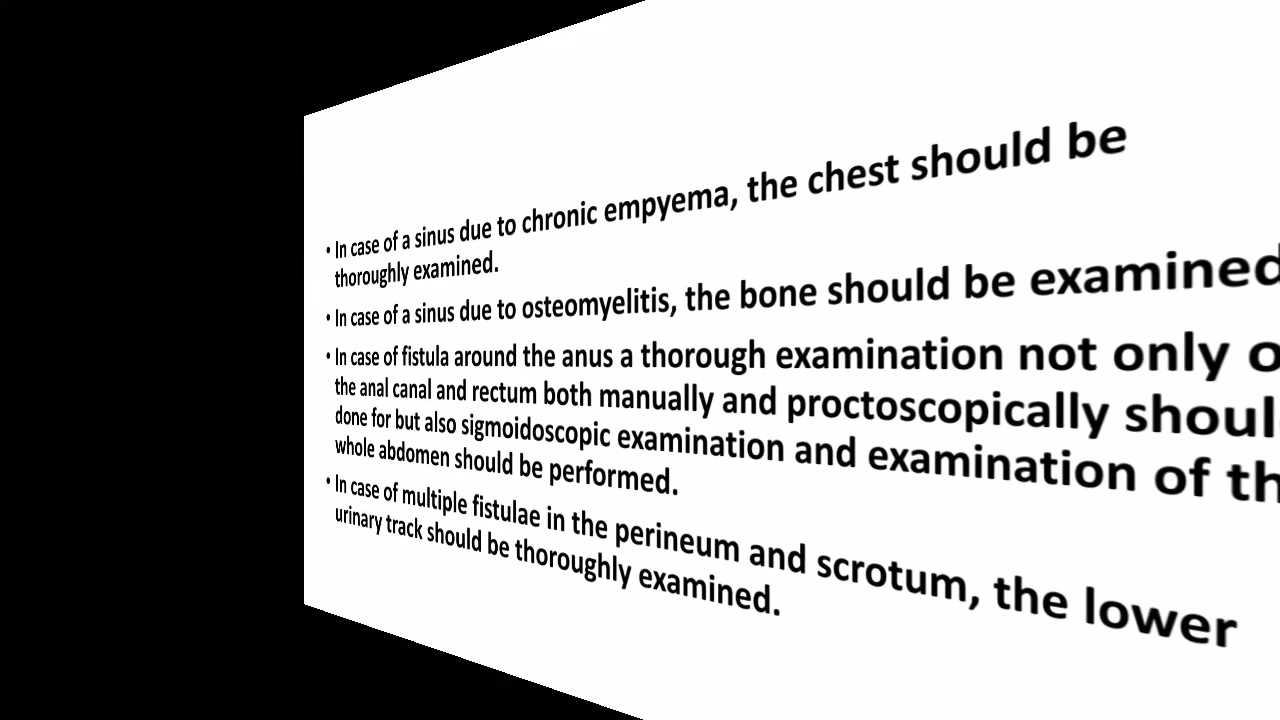 • In case of a sinus due to chronic empyema, the chest should be
thoroughly examined.
• In case of a sinus due to osteomyelitis, the bone should be examined
• In case of fistula around the anus a thorough examination not only
the anal canal and rectum both manually and proctoscopically
done for but also sigmoidoscopic examination and examination of
whole abdomen should be performed.
• In case of multiple fistulae in the perineum and scrotum, the lower
urinary track should be thoroughly examined.